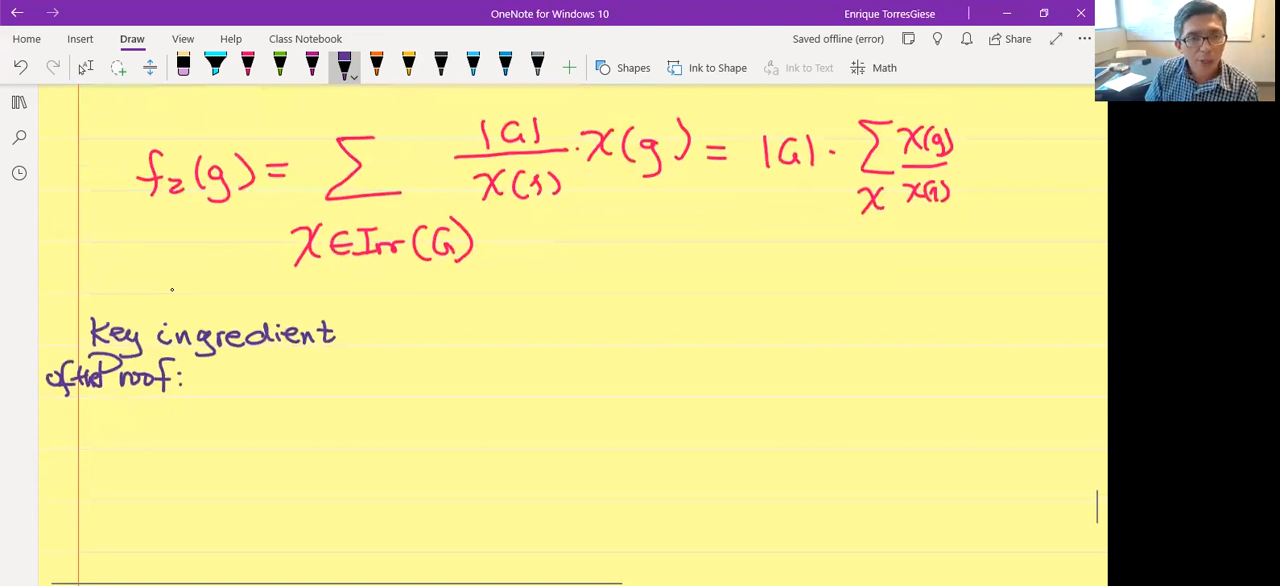 OneNote for Windows 10
Enrique TorresGiese
Home Insert Draw View Help Class Notebook
Saved offline (error)
Share
Shapes
Ink to Shape
Ink to Text
Math
f₂(g) = ∑ |G|/χ(1) · χ(g) = |G| · ∑ χ(g)/χ(1)
χ ∈ Irr(G) χ
Key ingredient
of the Proof: